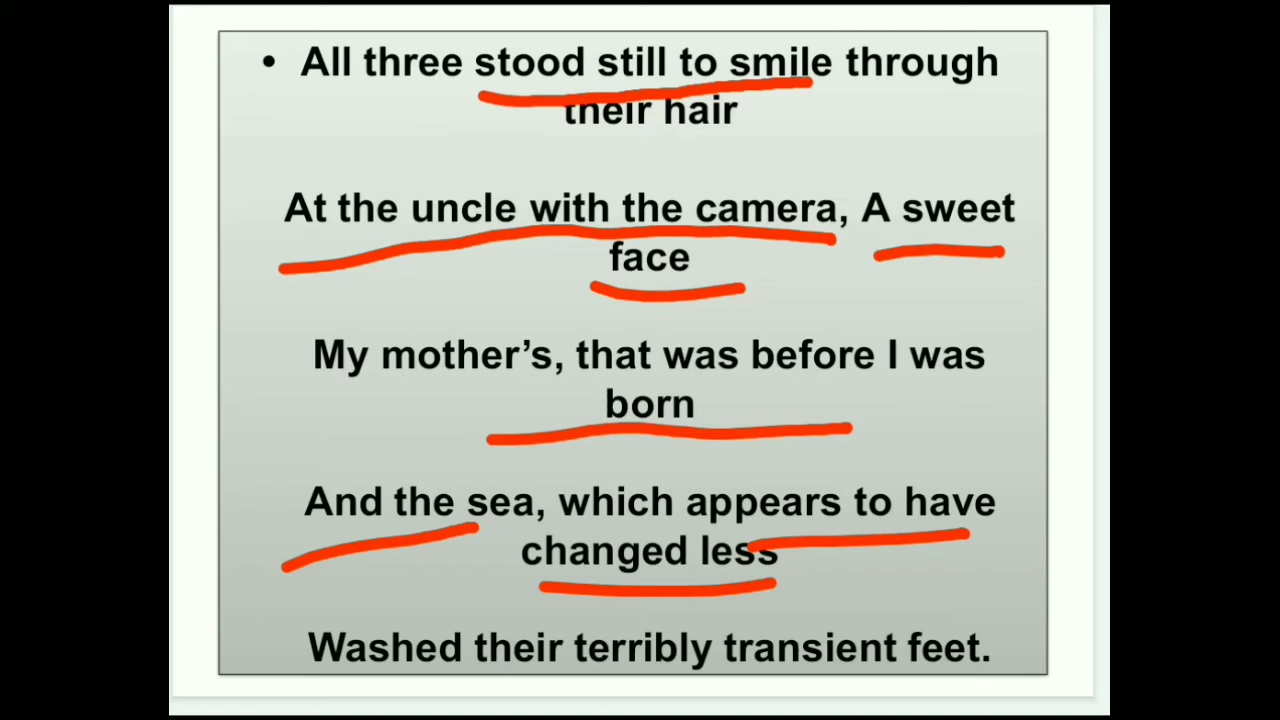 • All three stood still to smile through
their hair
At the uncle with the camera, A sweet
face
My mother’s, that was before I was
born
And the sea, which appears to have
changed less
Washed their terribly transient feet.